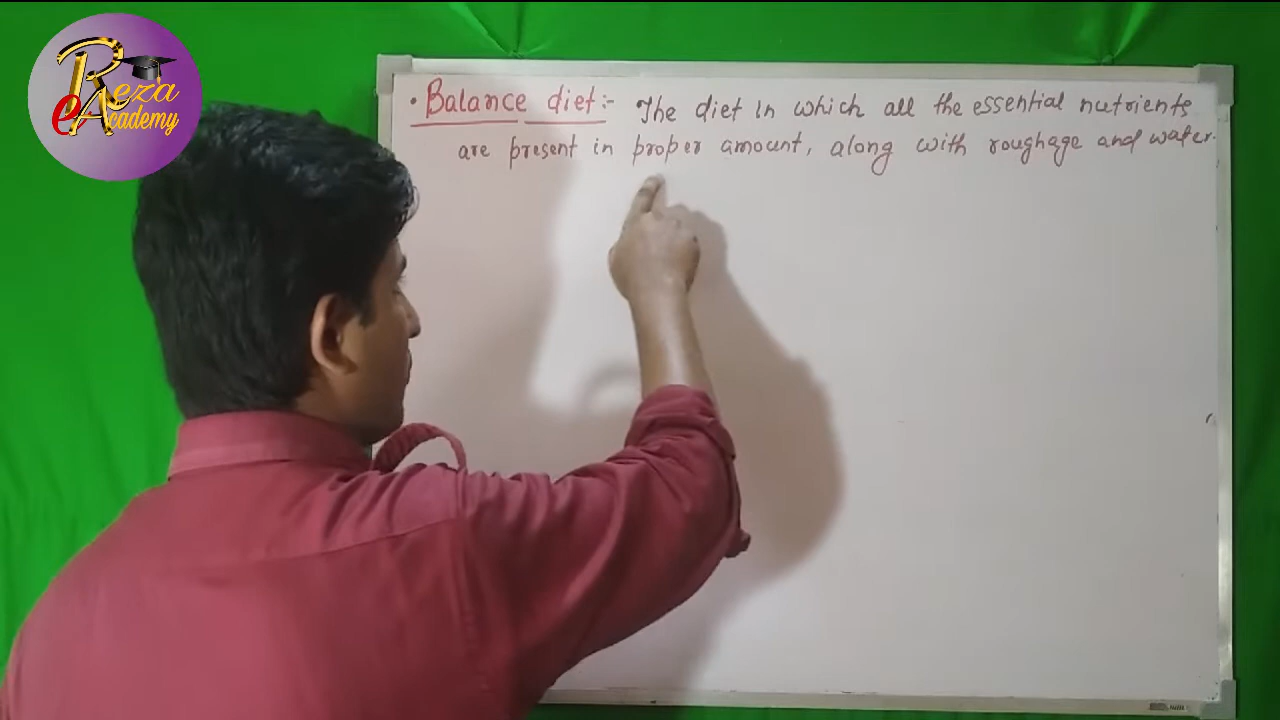 Reza
eAcademy
• Balance diet:- The diet in which all the essential nutrients
are present in proper amount, along with roughage and water.